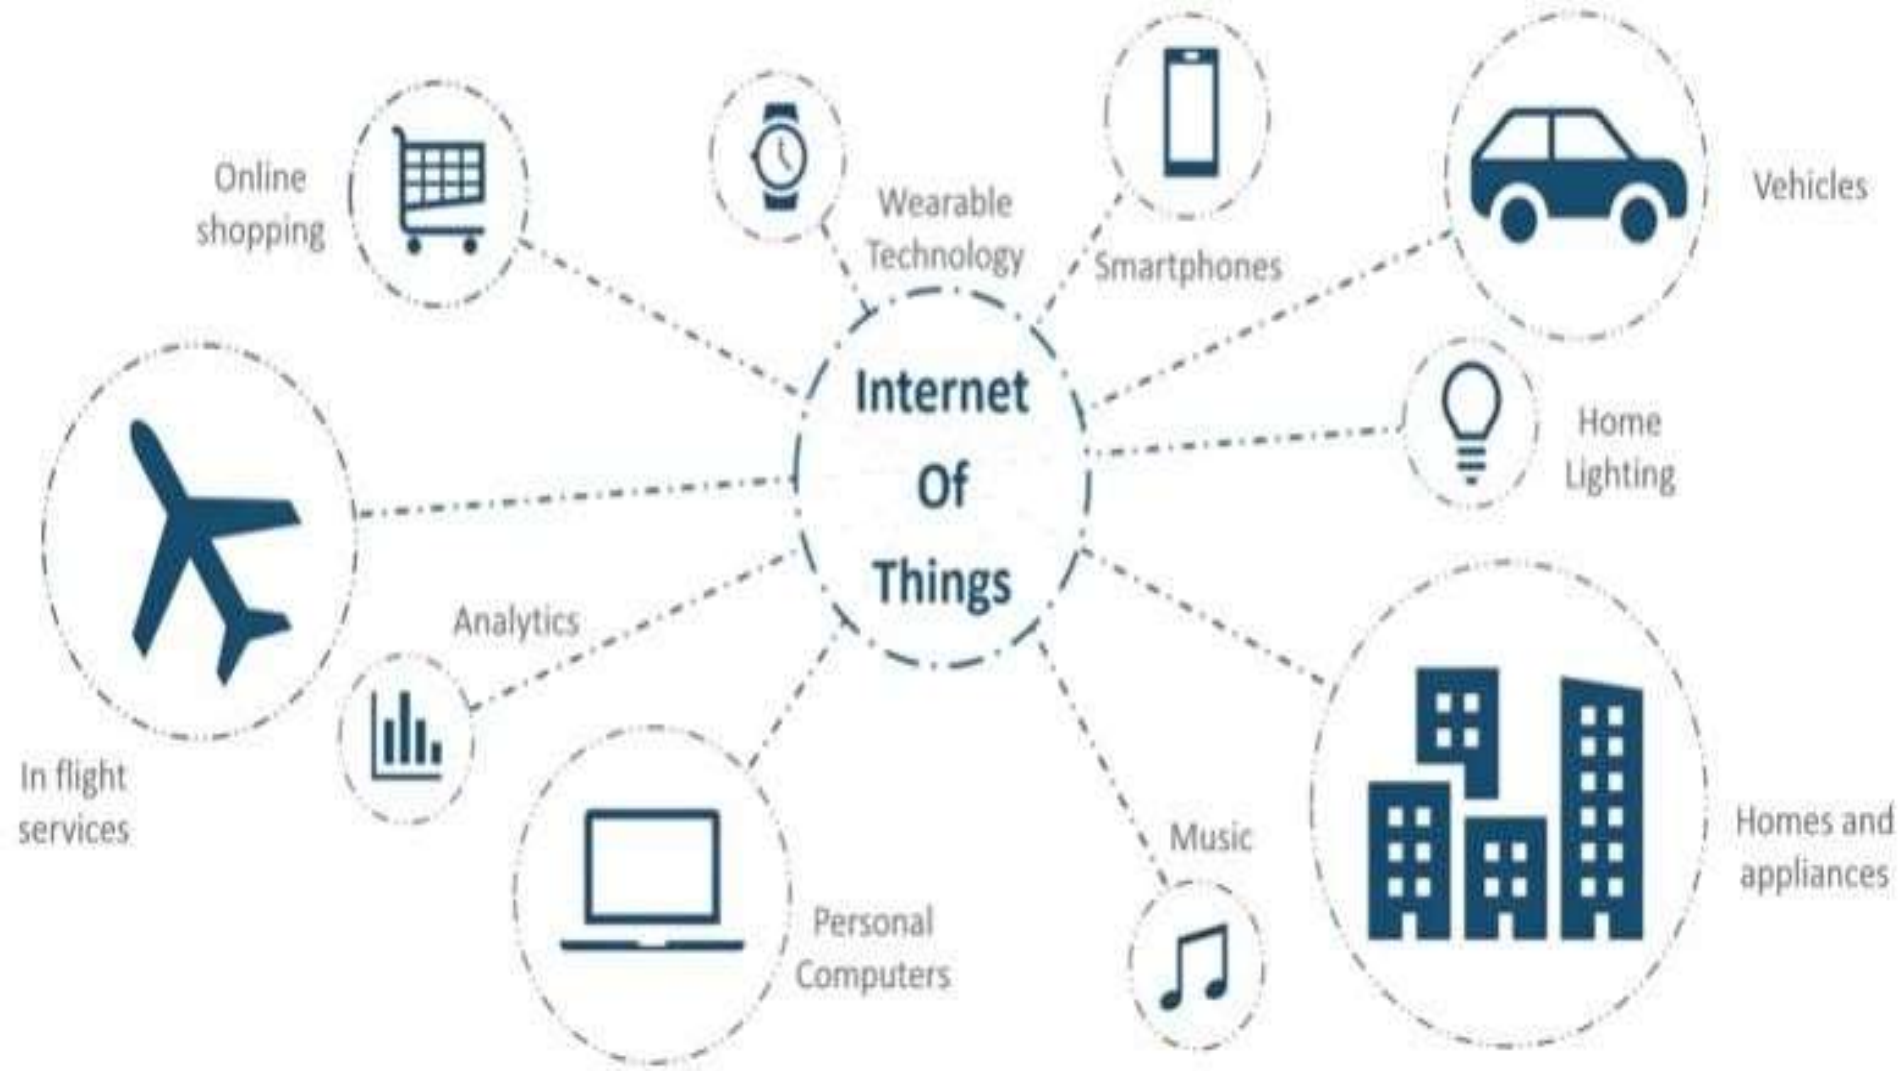 Online
shopping
Wearable
Technology
Smartphones
Vehicles
Internet
Of
Things
Home
Lighting
Analytics
In flight
services
Personal
Computers
Music
Homes and
appliances